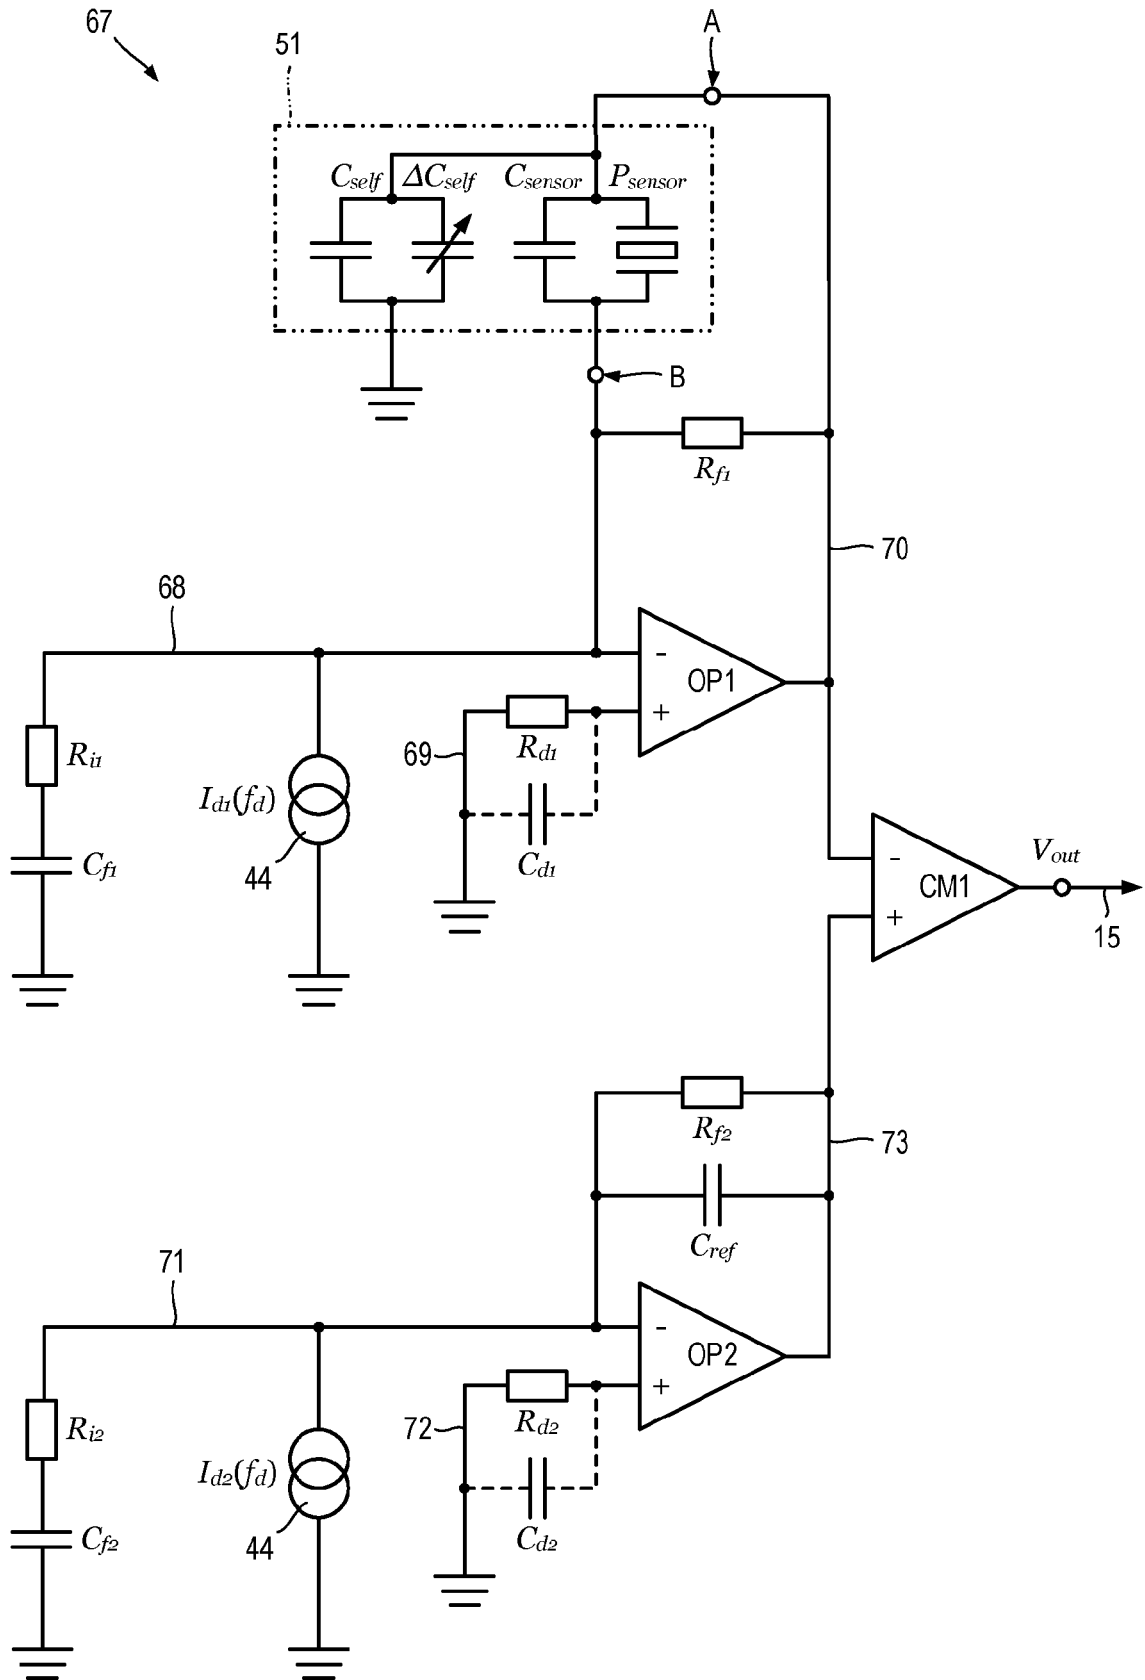 67
51
A
Cself ΔCself Csensor Psensor
B
Rf1
70
68
- OP1
+
Rd1
69
Ri1
Id1(fd)
Cf1
44
Cd1
Vout
- CM1
+
15
Rf2
73
Cref
71
- OP2
+
Rd2
72
Ri2
Id2(fd)
Cf2
44
Cd2